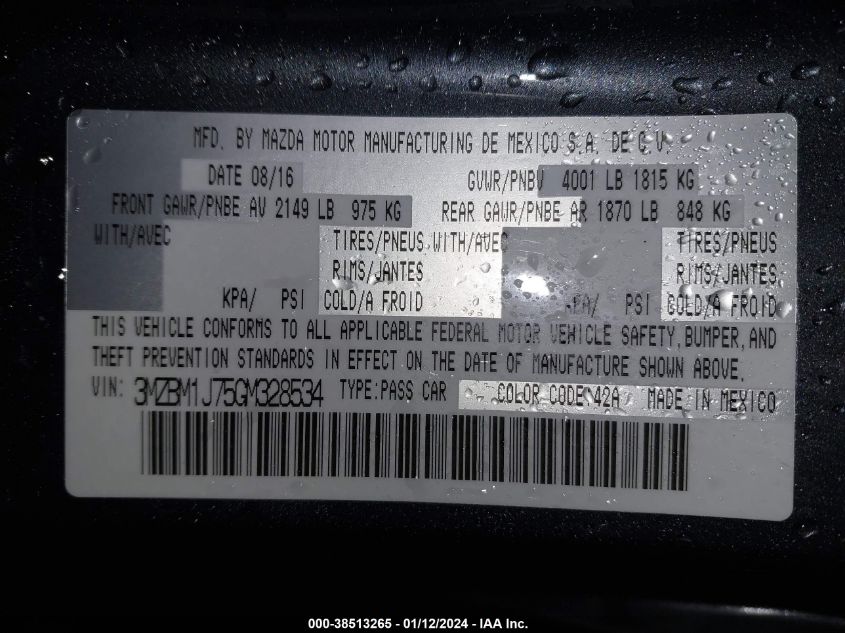 MFD. BY MAZDA MOTOR MANUFACTURING DE MEXICO S.A. DE C.V.
DATE 08/16 GVWR/PNBV 4001 LB 1815 KG
FRONT GAWR/PNBE AV 2149 LB 975 KG REAR GAWR/PNBE AR 1870 LB 848 KG
WITH/AVEC TIRES/PNEUS WITH/AVEC TIRES/PNEUS
RIMS/JANTES RIMS/JANTES
KPA/ PSI COLD/A FROID KPA/ PSI COLD/A FROID
THIS VEHICLE CONFORMS TO ALL APPLICABLE FEDERAL MOTOR VEHICLE SAFETY, BUMPER, AND
THEFT PREVENTION STANDARDS IN EFFECT ON THE DATE OF MANUFACTURE SHOWN ABOVE.
VIN: 3MZBM1J75GM328534 TYPE:PASS CAR COLOR CODE 42A MADE IN MEXICO
000-38513265 - 01/12/2024 - IAA Inc.